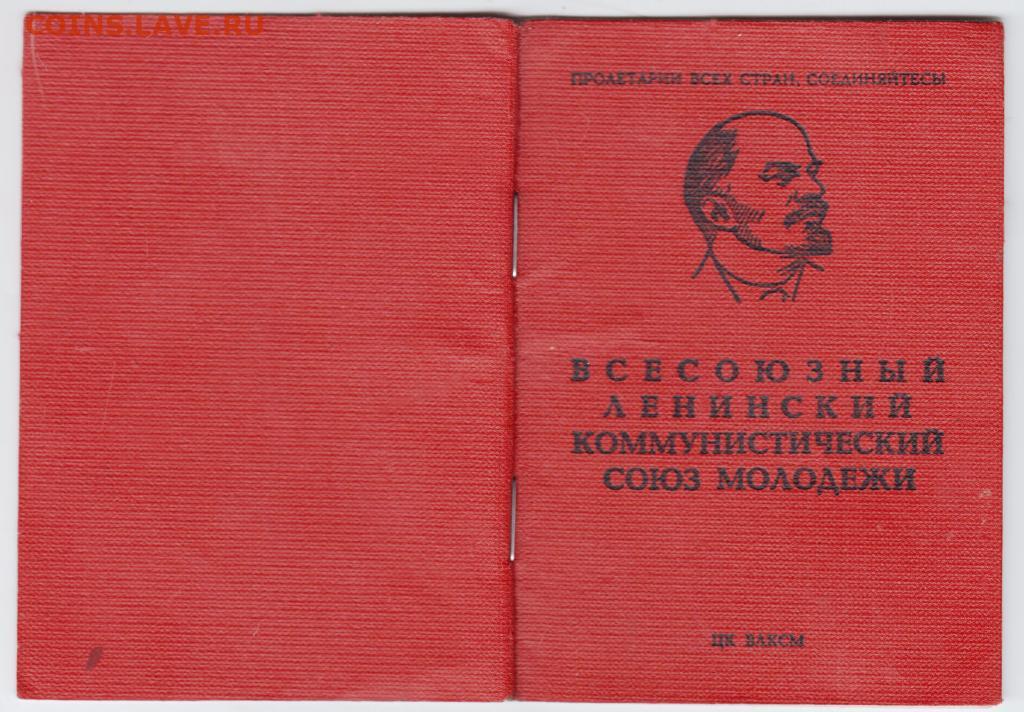 COINS.LAVE.RU
ПРОЛЕТАРИИ ВСЕХ СТРАН, СОЕДИНЯЙТЕСЬ!
ВСЕСОЮЗНЫЙ
ЛЕНИНСКИЙ
КОММУНИСТИЧЕСКИЙ
СОЮЗ МОЛОДЕЖИ
ЦК ВЛКСМ